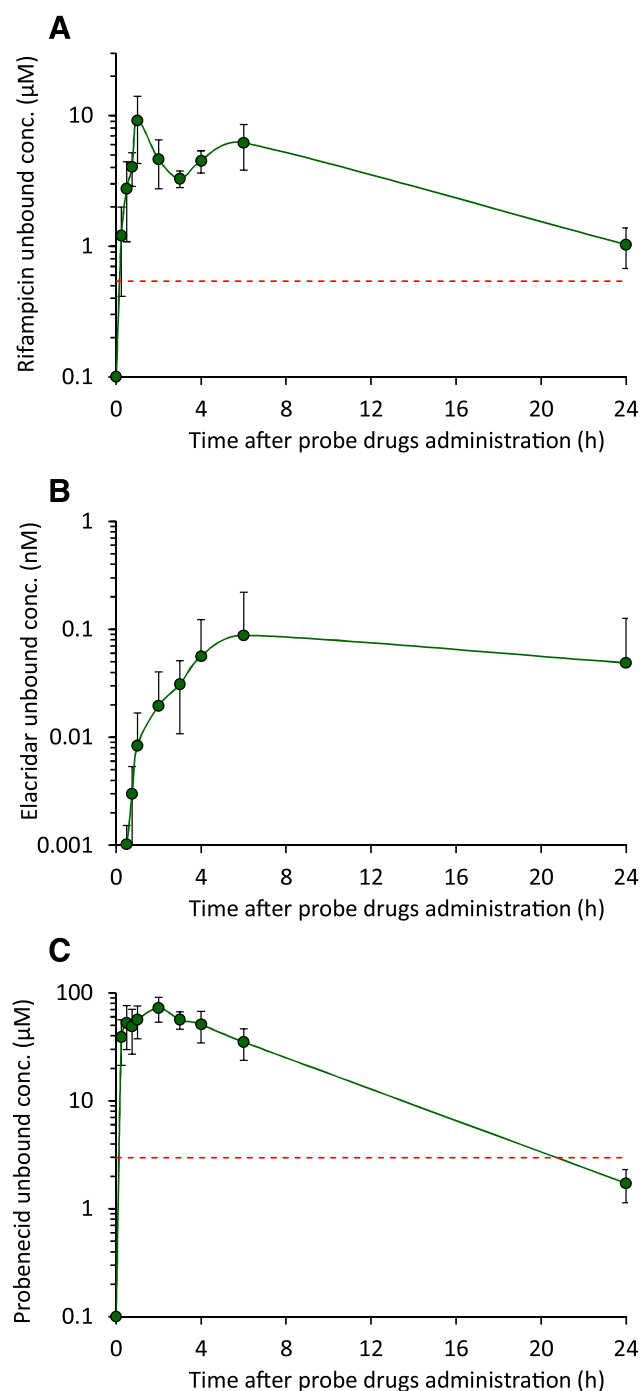 A
Rifampicin unbound conc. (µM)
10
1
0.1
0 4 8 12 16 20 24
Time after probe drugs administration (h)
B
Elacridar unbound conc. (nM)
1
0.1
0.01
0.001
0 4 8 12 16 20 24
Time after probe drugs administration (h)
C
Probenecid unbound conc. (µM)
100
10
1
0.1
0 4 8 12 16 20 24
Time after probe drugs administration (h)